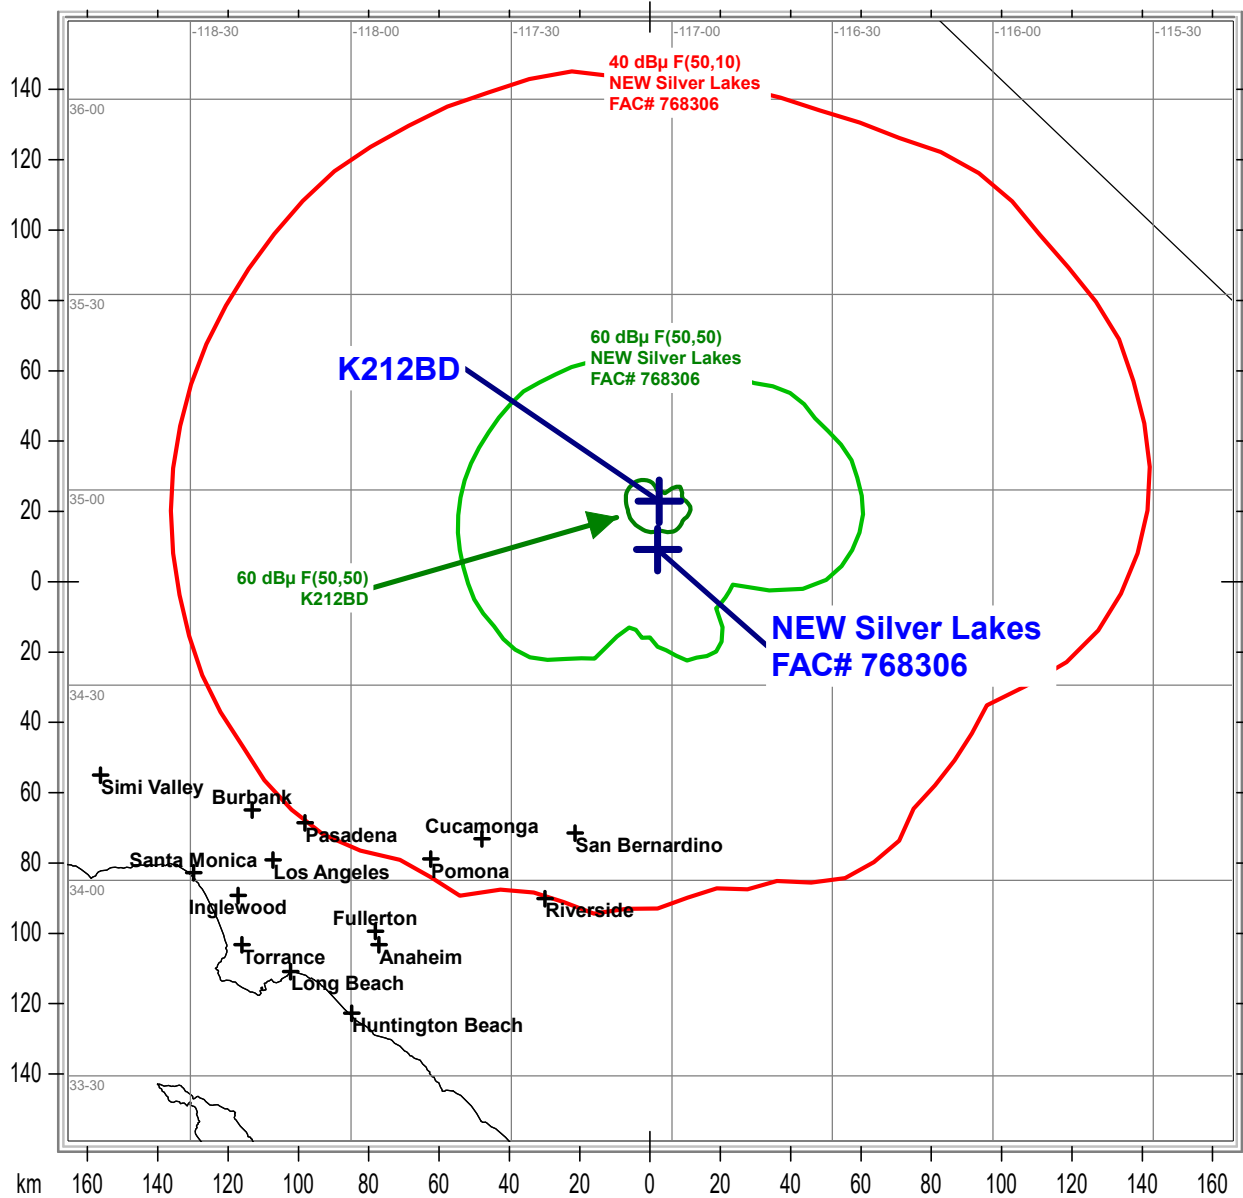 -118-30
-118-00
-117-30
-117-00
-116-30
-116-00
-115-30
40 dBµ F(50,10)
NEW Silver Lakes
FAC# 768306
140
36-00
120
100
80
35-30
60 dBµ F(50,50)
NEW Silver Lakes
FAC# 768306
K212BD
60
40
35-00
20
60 dBµ F(50,50)
K212BD
0
NEW Silver Lakes
FAC# 768306
20
34-30
40
60
Simi Valley
Burbank
Pasadena
Cucamonga
San Bernardino
80
Santa Monica
Los Angeles
Pomona
34-00
Inglewood
Riverside
Fullerton
100
Torrance
Anaheim
Long Beach
120
Huntington Beach
140
33-30
km 160 140 120 100 80 60 40 20 0 20 40 60 80 100 120 140 160